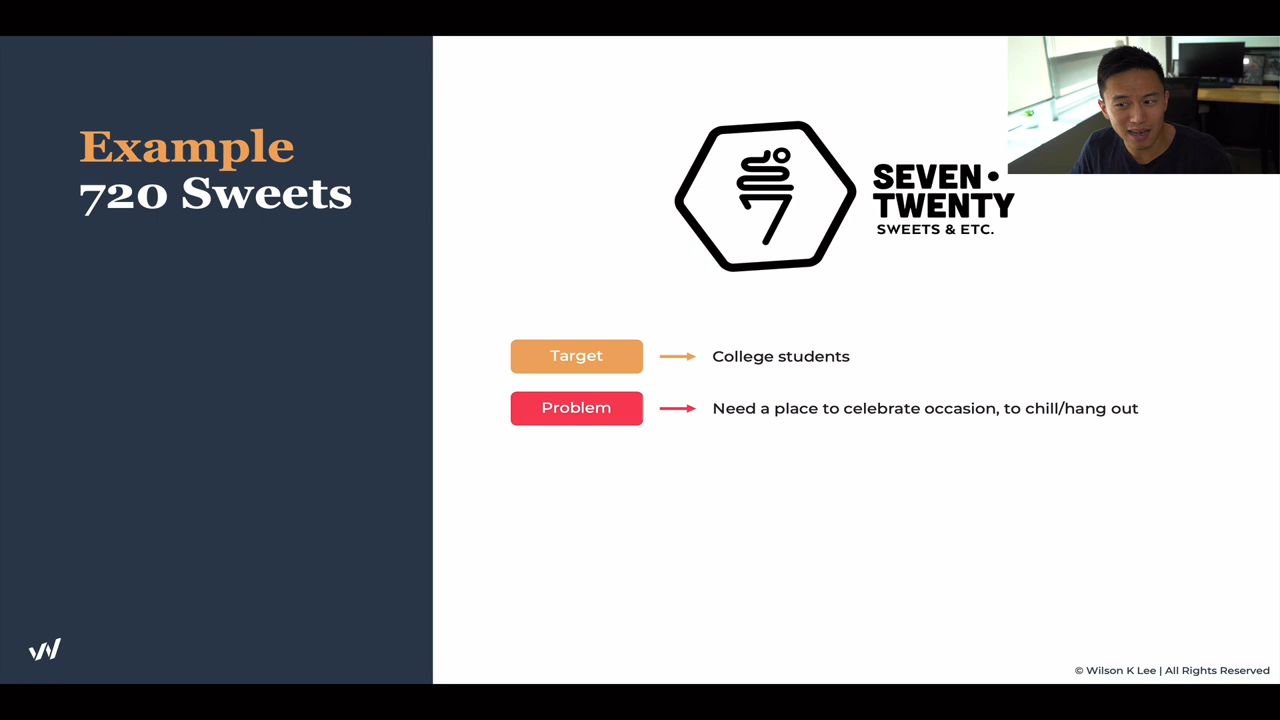 Example
720 Sweets
7
SEVEN •
TWENTY
SWEETS & ETC.
Target
College students
Problem
Need a place to celebrate occasion, to chill/hang out
© Wilson K Lee | All Rights Reserved